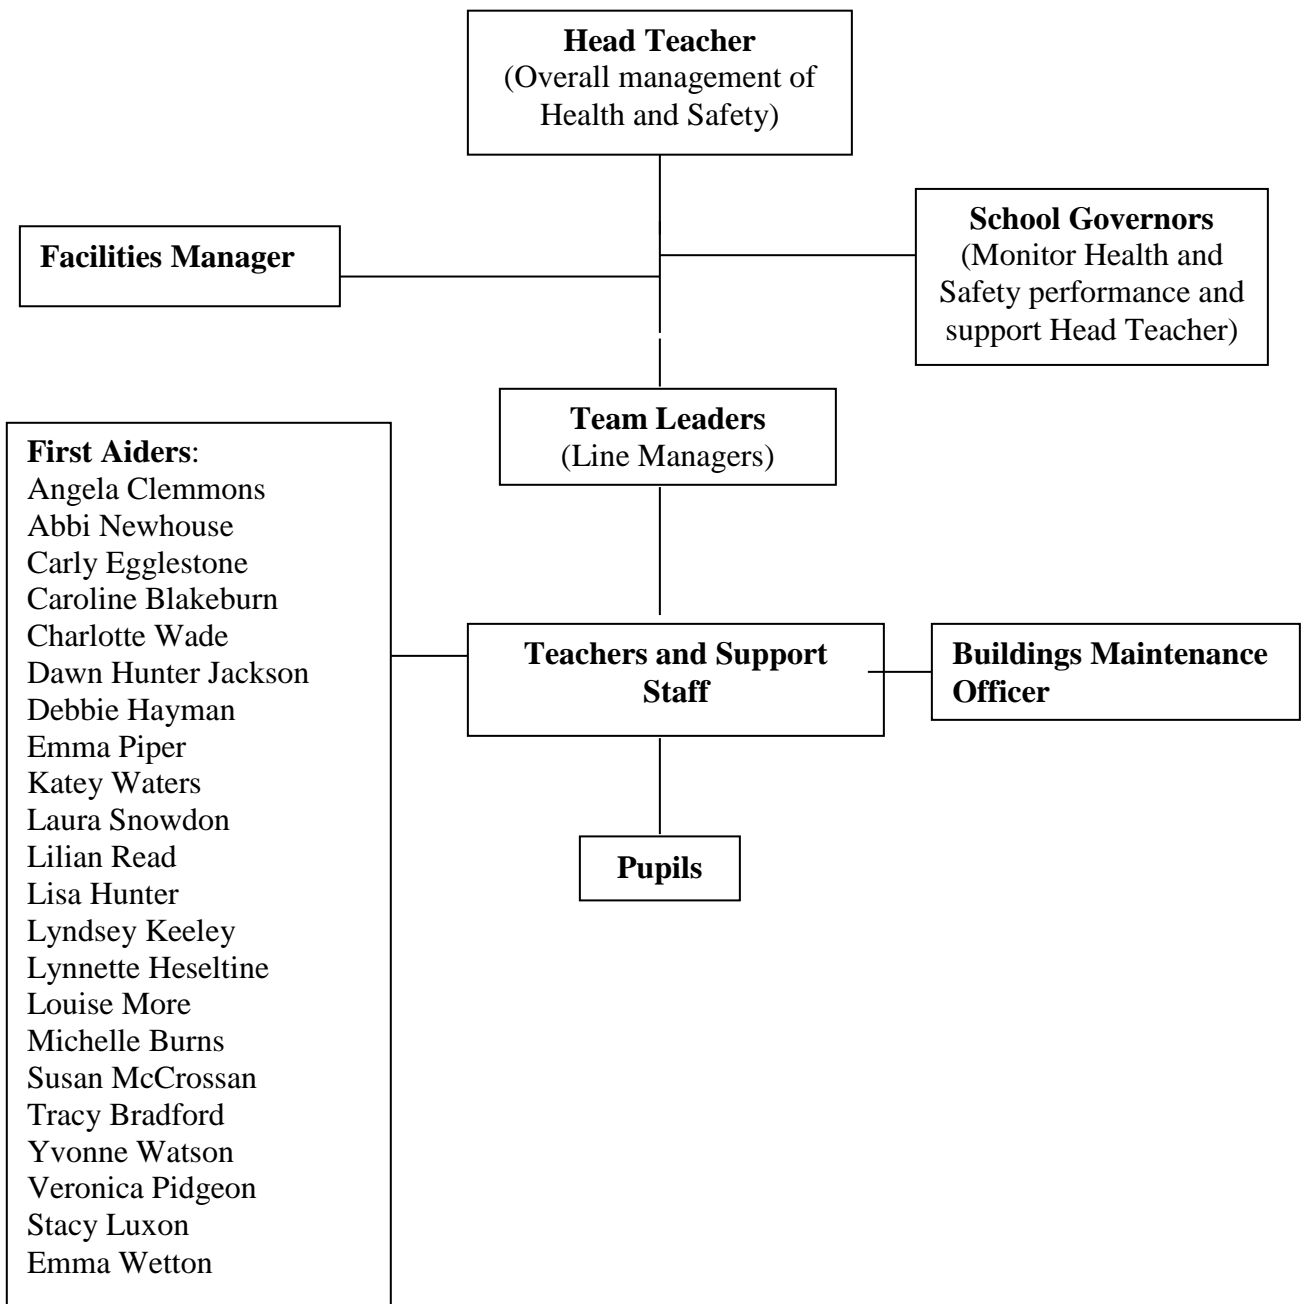 Head Teacher
(Overall management of
Health and Safety)
School Governors
(Monitor Health and
Safety performance and
support Head Teacher)
Facilities Manager
Team Leaders
(Line Managers)
First Aiders:
Angela Clemmons
Abbi Newhouse
Carly Egglestone
Caroline Blakeburn
Charlotte Wade
Dawn Hunter Jackson
Debbie Hayman
Emma Piper
Katey Waters
Laura Snowdon
Lilian Read
Lisa Hunter
Lyndsey Keeley
Lynnette Heseltine
Louise More
Michelle Burns
Susan McCrossan
Tracy Bradford
Yvonne Watson
Veronica Pidgeon
Stacy Luxon
Emma Wetton
Teachers and Support
Staff
Buildings Maintenance
Officer
Pupils